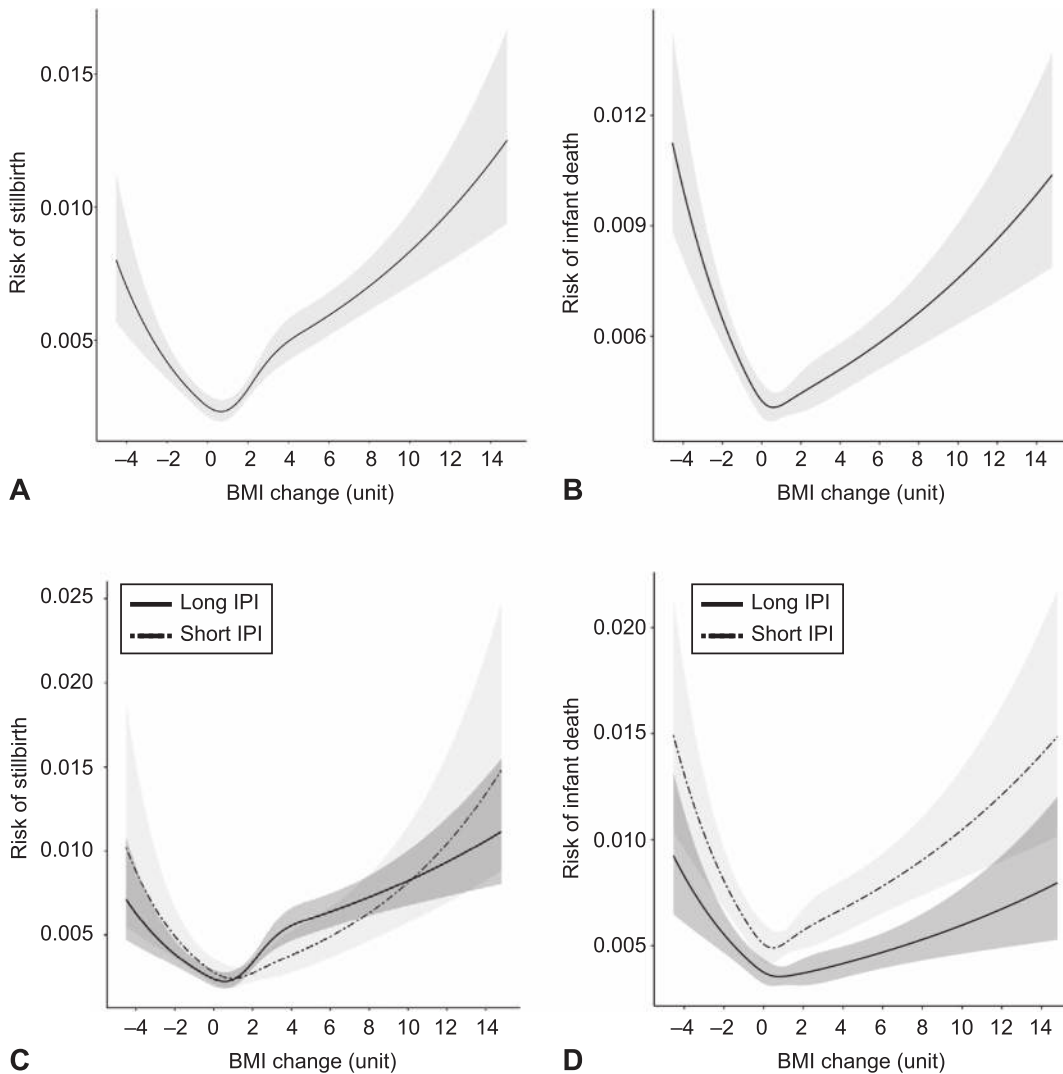 Risk of stillbirth
0.015
0.010
0.005
–4 –2 0 2 4 6 8 10 12 14
BMI change (unit)
A
Risk of infant death
0.012
0.009
0.006
–4 –2 0 2 4 6 8 10 12 14
BMI change (unit)
B
Risk of stillbirth
0.025
0.020
0.015
0.010
0.005
Long IPI
Short IPI
–4 –2 0 2 4 6 8 10 12 14
BMI change (unit)
C
Risk of infant death
0.020
0.015
0.010
0.005
Long IPI
Short IPI
–4 –2 0 2 4 6 8 10 12 14
BMI change (unit)
D